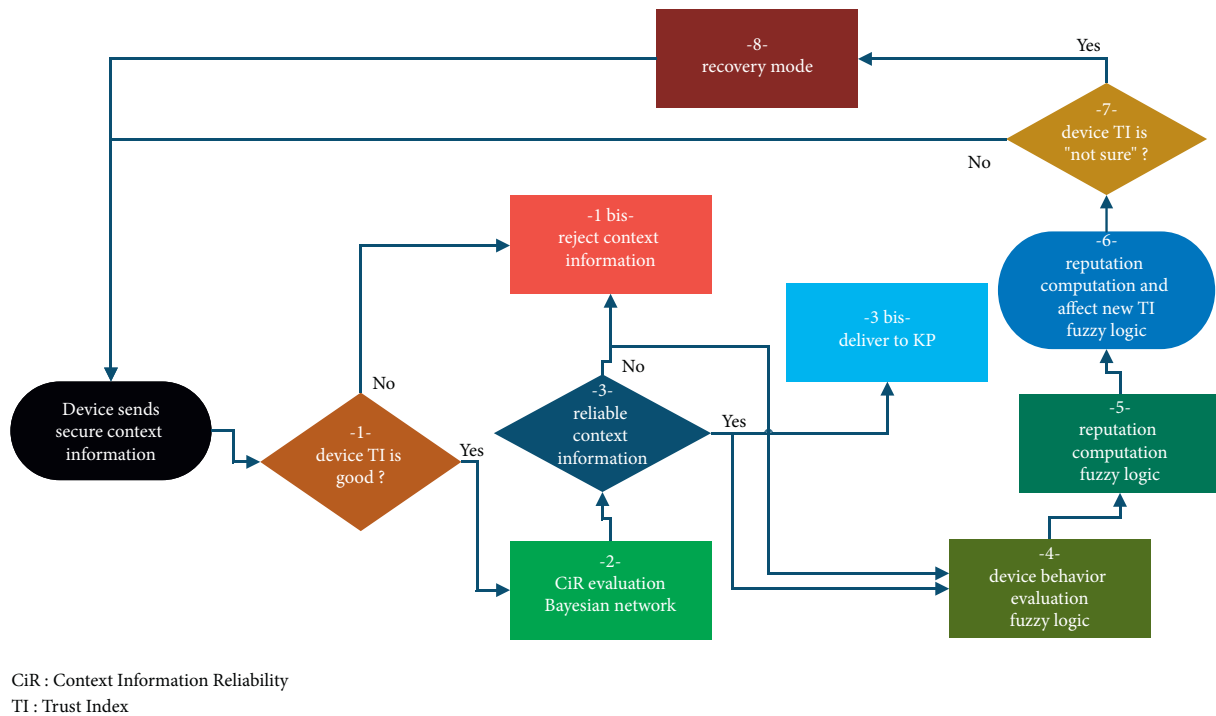 -8-
recovery mode
Yes
-7-
device TI is
"not sure" ?
No
-1 bis-
reject context
information
-6-
reputation
computation and
affect new TI
fuzzy logic
-3 bis-
deliver to KP
No
No
Device sends
secure context
information
-1-
device TI is
good ?
Yes
-3-
reliable
context
information
Yes
-5-
reputation
computation
fuzzy logic
-2-
CiR evaluation
Bayesian network
-4-
device behavior
evaluation
fuzzy logic
CiR : Context Information Reliability
TI : Trust Index